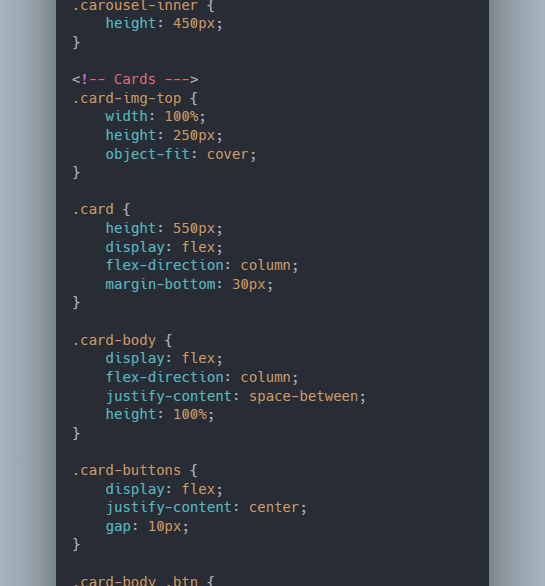 .carousel-inner {
    height: 450px;
}

<!-- Cards --->
.card-img-top {
    width: 100%;
    height: 250px;
    object-fit: cover;
}

.card {
    height: 550px;
    display: flex;
    flex-direction: column;
    margin-bottom: 30px;
}

.card-body {
    display: flex;
    flex-direction: column;
    justify-content: space-between;
    height: 100%;
}

.card-buttons {
    display: flex;
    justify-content: center;
    gap: 10px;
}

.card-body .btn {